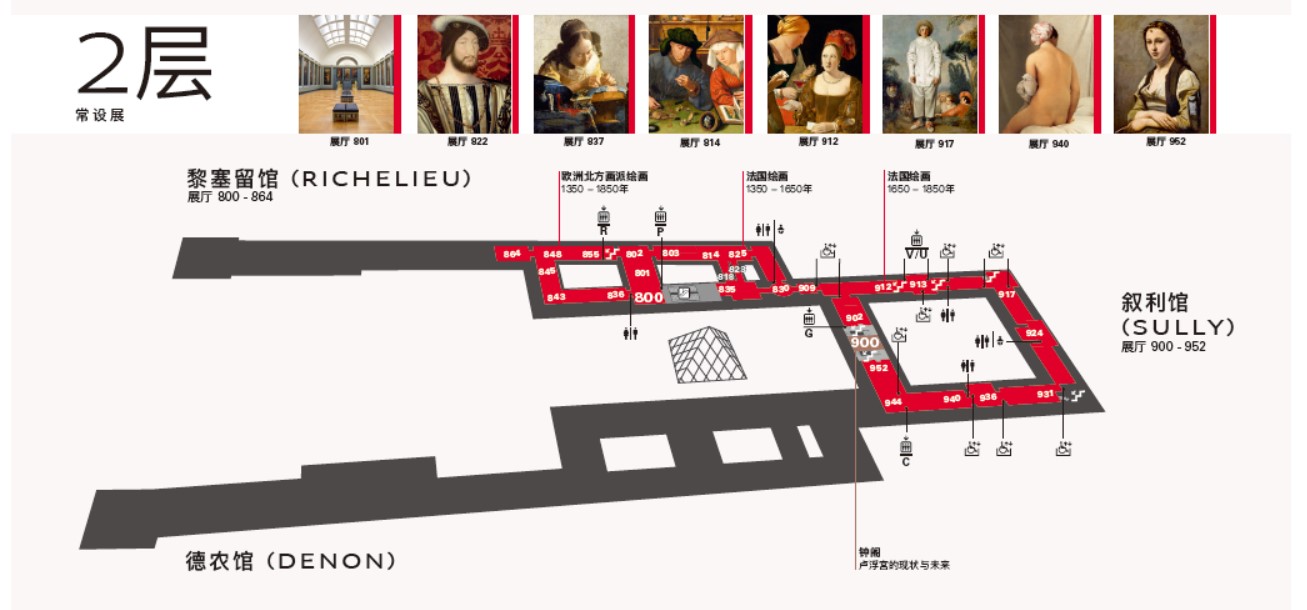 2层
常设展
展厅 801
展厅 822
展厅 837
展厅 814
展厅 912
展厅 917
展厅 940
展厅 952
黎塞留馆（RICHELIEU）
展厅 800 - 864
欧洲北方画派绘画
1350 – 1850年
法国绘画
1350 – 1650年
法国绘画
1650 – 1850年
R
P
V/U
864
848
855
802
803
814
825
845
801
823
818
843
836
800
835
830
909
912
913
917
902
G
900
924
952
944
940
936
931
C
叙利馆
（SULLY）
展厅 900 - 952
钟阁
卢浮宫的现状与未来
德农馆（DENON）